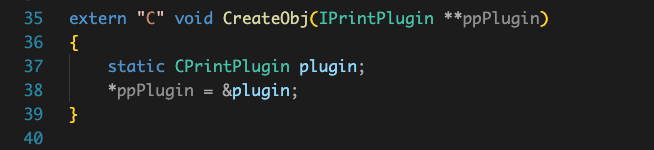 35 extern "C" void CreateObj(IPrintPlugin **ppPlugin)
36 {
37     static CPrintPlugin plugin;
38     *ppPlugin = &plugin;
39 }
40